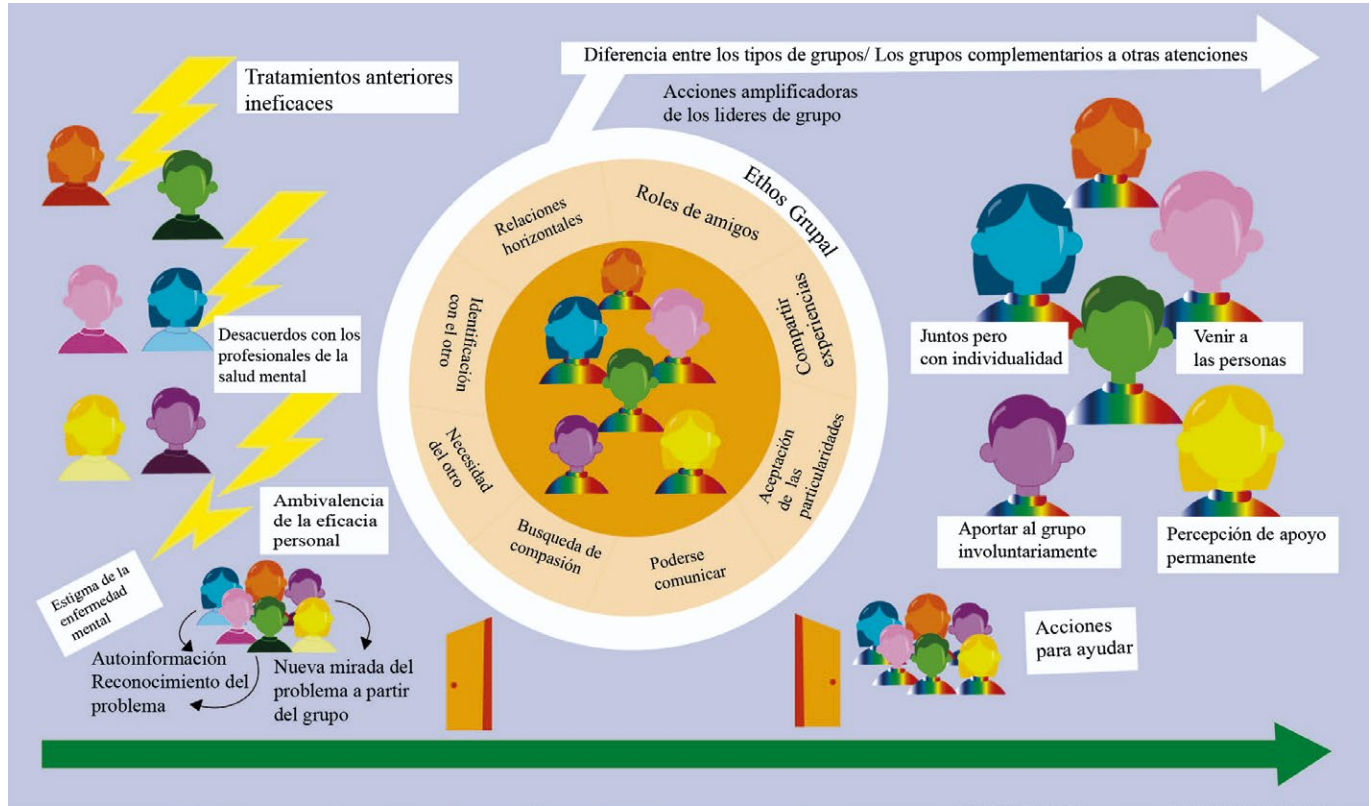 Diferencia entre los tipos de grupos/ Los grupos complementarios a otras atenciones
Acciones amplificadoras
de los lideres de grupo
Tratamientos anteriores
ineficaces
Desacuerdos con los
profesionales de la
salud mental
Ambivalencia
de la eficacia
personal
Estigma de la
enfermedad
mental
Autoinformación
Reconocimiento del
problema
Nueva mirada del
problema a partir
del grupo
Ethos Grupal
Relaciones
horizontales
Roles de amigos
Compartir
experiencias
Aceptación
de las
particularidades
Poderse
comunicar
Busqueda de
compasión
Necesidad
del otro
Identificación
con el otro
Juntos pero
con individualidad
Venir a
las personas
Aportar al grupo
involuntariamente
Percepción de apoyo
permanente
Acciones
para ayudar